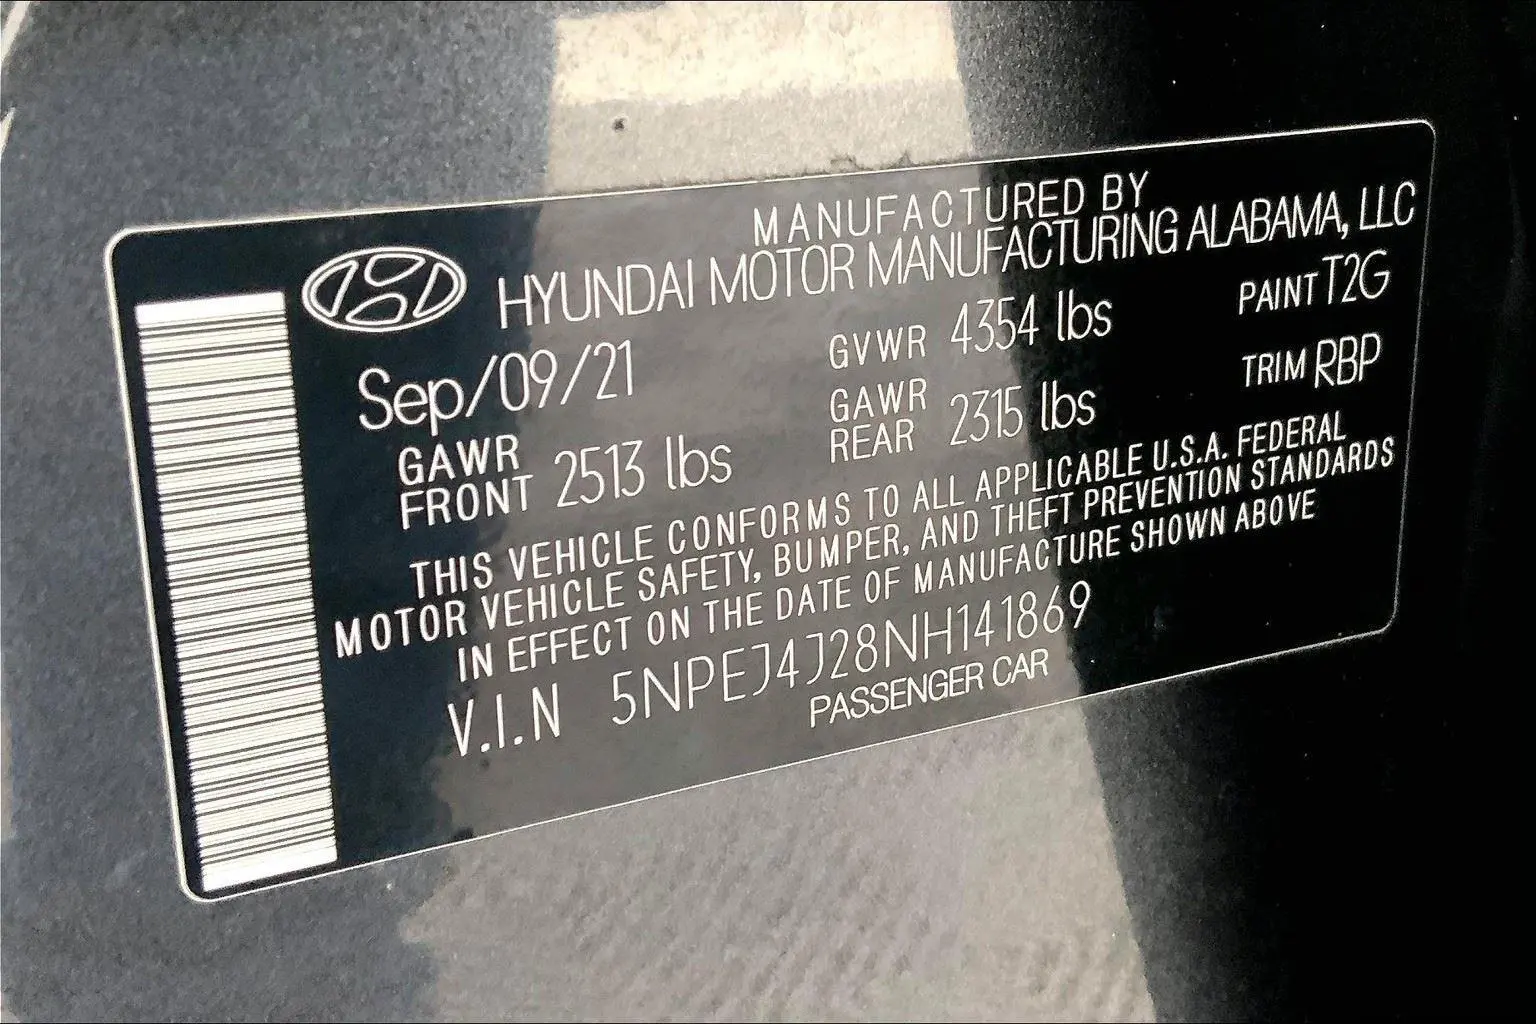 MANUFACTURED BY
HYUNDAI MOTOR MANUFACTURING ALABAMA, LLC
Sep/09/21 GVWR 4354 lbs PAINT T2G
GAWR FRONT 2513 lbs GAWR REAR 2315 lbs TRIM RBP
THIS VEHICLE CONFORMS TO ALL APPLICABLE U.S.A. FEDERAL
MOTOR VEHICLE SAFETY, BUMPER, AND THEFT PREVENTION STANDARDS
IN EFFECT ON THE DATE OF MANUFACTURE SHOWN ABOVE
V.I.N 5NPEJ4J28NH141869
PASSENGER CAR